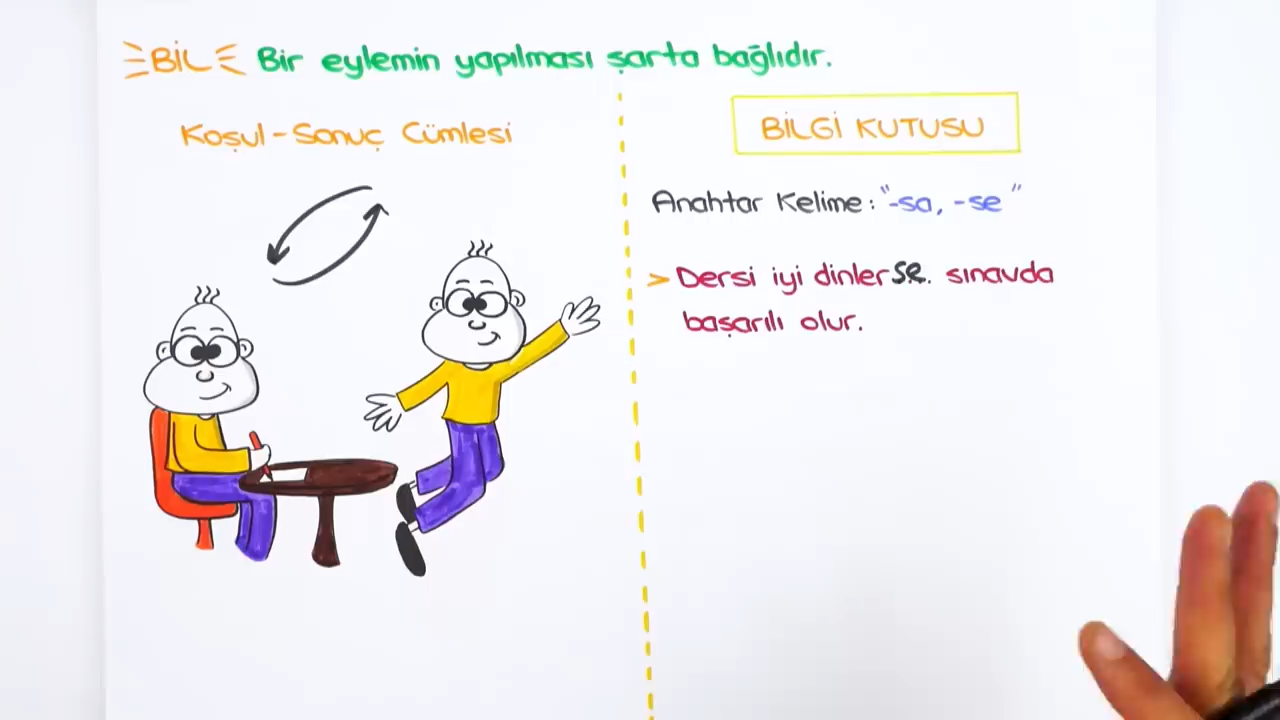 BİL Bir eylemin yapılması şarta bağlıdır.
Koşul-Sonuç Cümlesi
BİLGİ KUTUSU
Anahtar Kelime: "-sa, -se"
> Dersi iyi dinlerse. sınavda
başarılı olur.